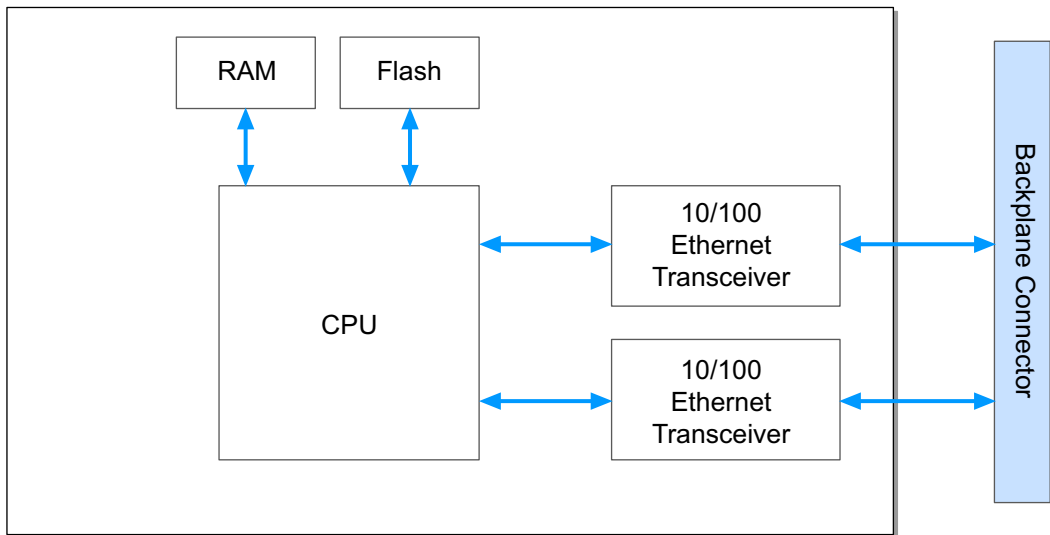 RAM
Flash
CPU
10/100
Ethernet
Transceiver
10/100
Ethernet
Transceiver
Backplane Connector